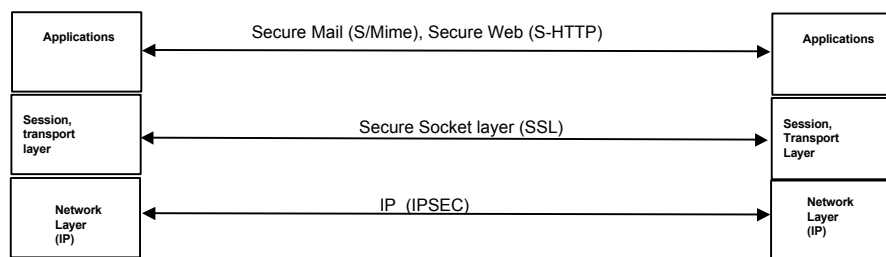 Applications
Secure Mail (S/Mime), Secure Web (S-HTTP)
Applications
Session,
transport
layer
Secure Socket layer (SSL)
Session,
Transport
Layer
Network
Layer
(IP)
IP (IPSEC)
Network
Layer
(IP)